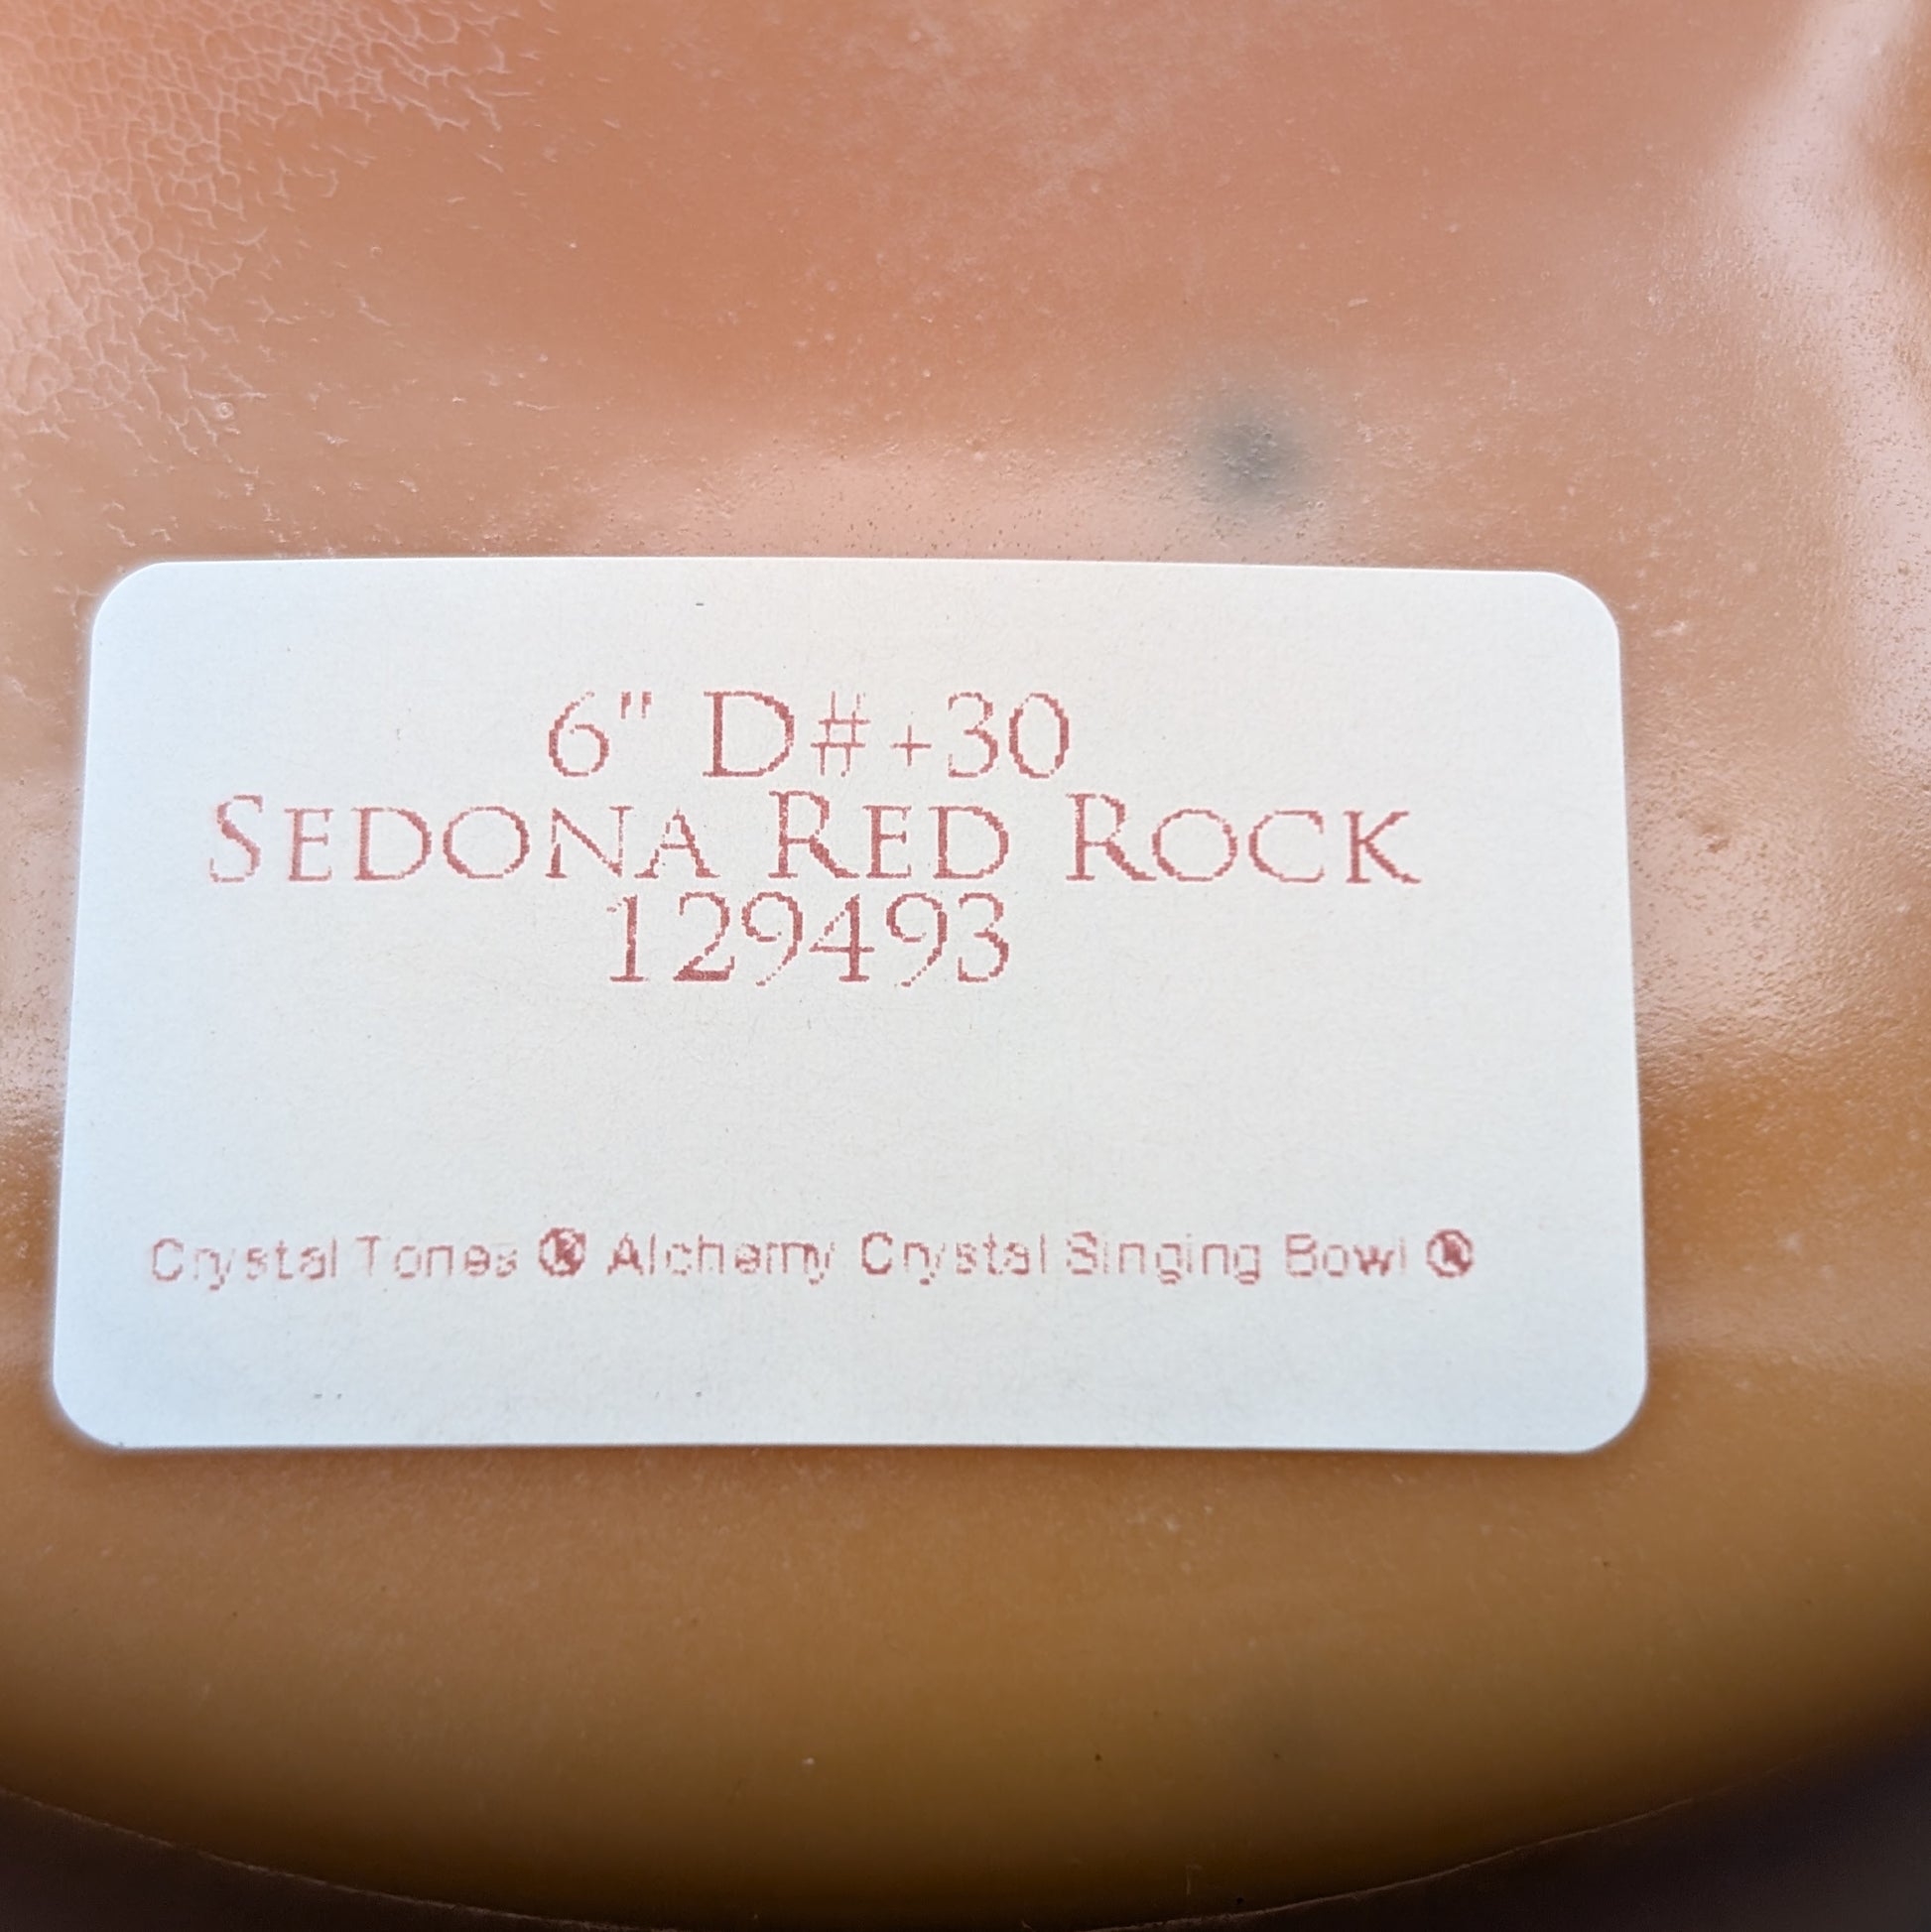 6" D#+30
Sedona Red Rock
129493
Crystal Tones ® Alchemy Crystal Singing Bowl ®